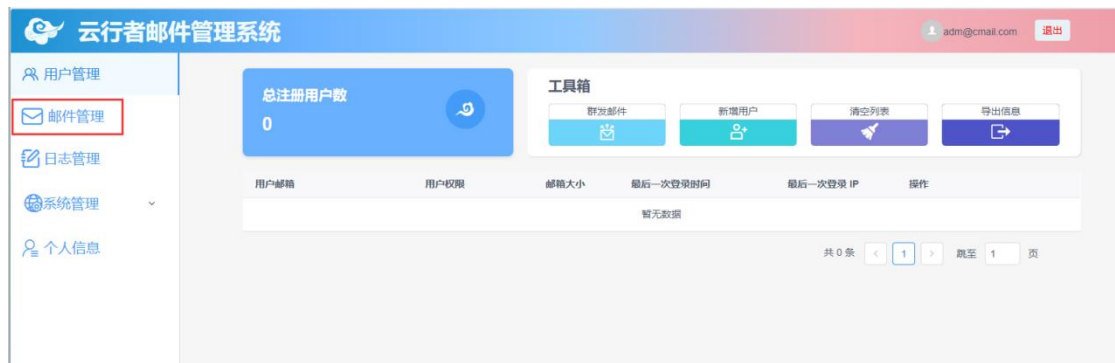 云行者邮件管理系统
adm@cmail.com 退出
用户管理
邮件管理
日志管理
系统管理
个人信息
总注册用户数
0
工具箱
群发邮件 新增用户 清空列表 导出信息
用户邮箱 用户权限 邮箱大小 最后一次登录时间 最后一次登录 IP 操作
暂无数据
共 0 条 < 1 > 跳至 1 页